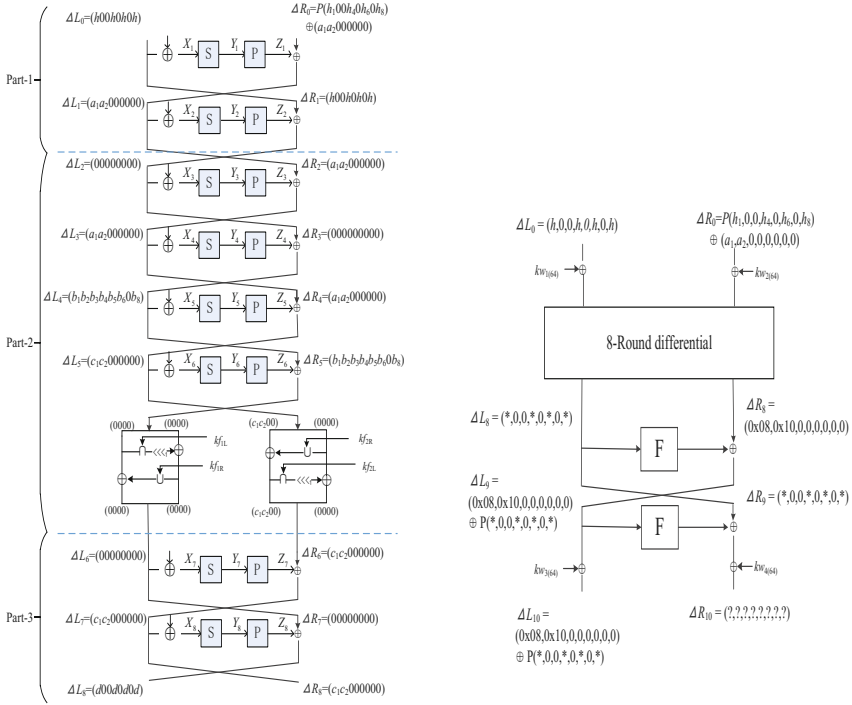 ΔL₀=(h00h0h0h)
ΔR₀=P(h₁00h₄0h₆0h₈)
⊕(a₁a₂000000)
X₁ S Y₁ P Z₁
Part-1
ΔL₁=(a₁a₂000000)
ΔR₁=(h00h0h0h)
X₂ S Y₂ P Z₂
ΔL₂=(00000000)
ΔR₂=(a₁a₂000000)
X₃ S Y₃ P Z₃
ΔL₃=(a₁a₂000000)
ΔR₃=(000000000)
X₄ S Y₄ P Z₄
ΔL₄=(b₁b₂b₃b₄b₅b₆0b₈)
ΔR₄=(a₁a₂000000)
X₅ S Y₅ P Z₅
Part-2
ΔL₅=(c₁c₂000000)
ΔR₅=(b₁b₂b₃b₄b₅b₆0b₈)
X₆ S Y₆ P Z₆
(0000) (0000) (c₁c₂00) (0000)
kf₁L kf₂R
∩ <<< ∪
kf₁R kf₂L
∪ ∩ <<<
(0000) (0000) (c₁c₂00) (0000)
ΔL₆=(00000000)
ΔR₆=(c₁c₂000000)
X₇ S Y₇ P Z₇
Part-3
ΔL₇=(c₁c₂000000)
ΔR₇=(00000000)
X₈ S Y₈ P Z₈
ΔL₈=(d00d0d0d)
ΔR₈=(c₁c₂000000)
ΔL₀ = (h,0,0,h,0,h,0,h)
ΔR₀=P(h₁,0,0,h₄,0,h₆,0,h₈)
⊕ (a₁,a₂,0,0,0,0,0,0)
kw₁₍₆₄₎ kw₂₍₆₄₎
8-Round differential
ΔL₈ = (*,0,0,*,0,*,0,*)
ΔR₈ =
(0x08,0x10,0,0,0,0,0,0)
F
ΔL₉ =
(0x08,0x10,0,0,0,0,0,0)
⊕ P(*,0,0,*,0,*,0,*)
ΔR₉ = (*,0,0,*,0,*,0,*)
F
kw₃₍₆₄₎ kw₄₍₆₄₎
ΔL₁₀ =
(0x08,0x10,0,0,0,0,0,0)
⊕ P(*,0,0,*,0,*,0,*)
ΔR₁₀ = (?,?,?,?,?,?,?,?)